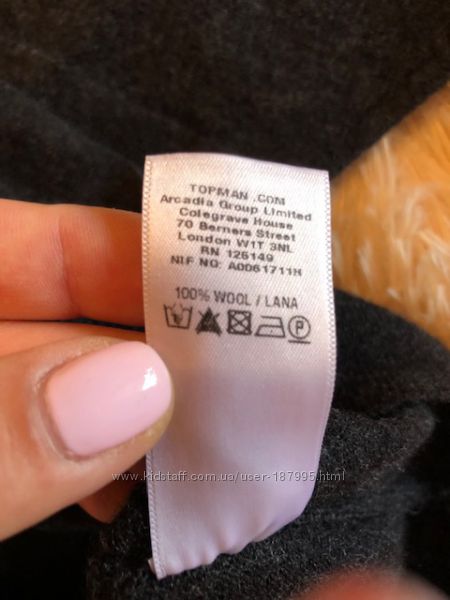 TOPMAN.COM
Arcadia Group Limited
Colegrave House
70 Berners Street
London W1T 3NL
RN 125149
NIF NO: A0061711H
100% WOOL / LANA
P
www.kidstaff.com.ua/user-187995.html